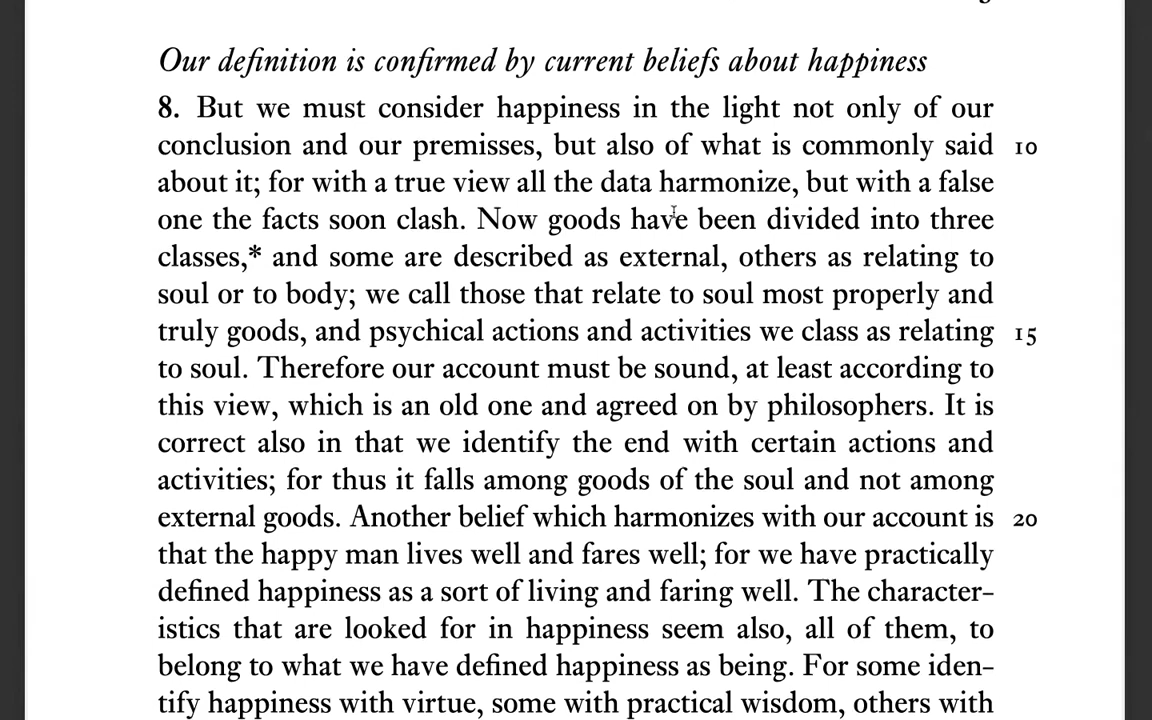 Our definition is confirmed by current beliefs about happiness
8. But we must consider happiness in the light not only of our
conclusion and our premisses, but also of what is commonly said 10
about it; for with a true view all the data harmonize, but with a false
one the facts soon clash. Now goods have been divided into three
classes,* and some are described as external, others as relating to
soul or to body; we call those that relate to soul most properly and
truly goods, and psychical actions and activities we class as relating 15
to soul. Therefore our account must be sound, at least according to
this view, which is an old one and agreed on by philosophers. It is
correct also in that we identify the end with certain actions and
activities; for thus it falls among goods of the soul and not among
external goods. Another belief which harmonizes with our account is 20
that the happy man lives well and fares well; for we have practically
defined happiness as a sort of living and faring well. The character-
istics that are looked for in happiness seem also, all of them, to
belong to what we have defined happiness as being. For some iden-
tify happiness with virtue, some with practical wisdom, others with